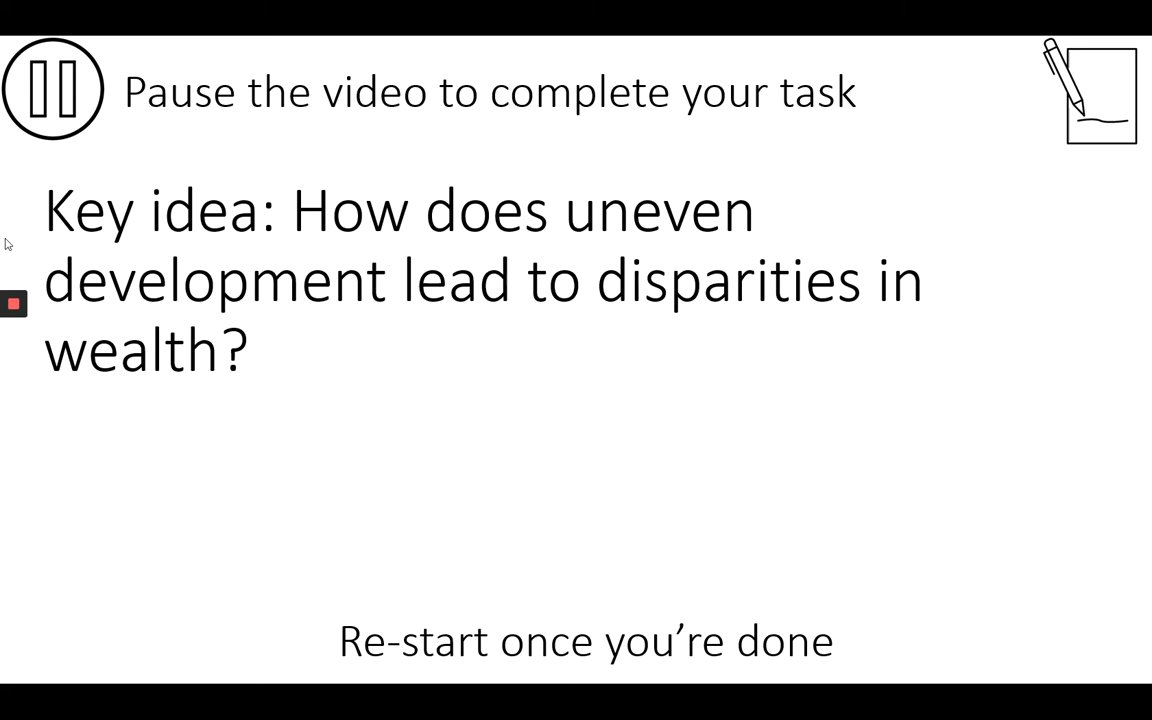 Pause the video to complete your task
Key idea: How does uneven
development lead to disparities in
wealth?
Re-start once you’re done